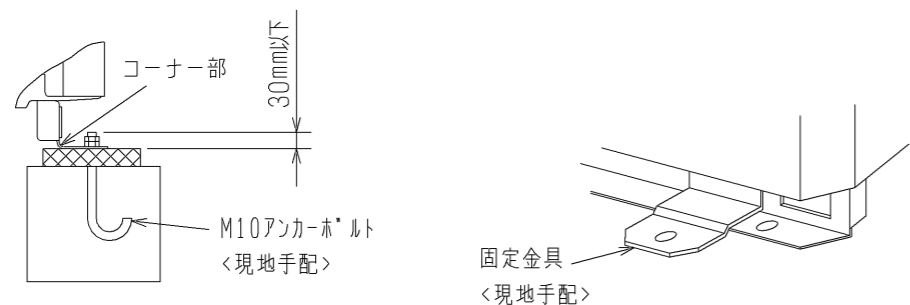 コーナー部
30mm以下
M10アンカーボルト
<現地手配>
固定金具
<現地手配>